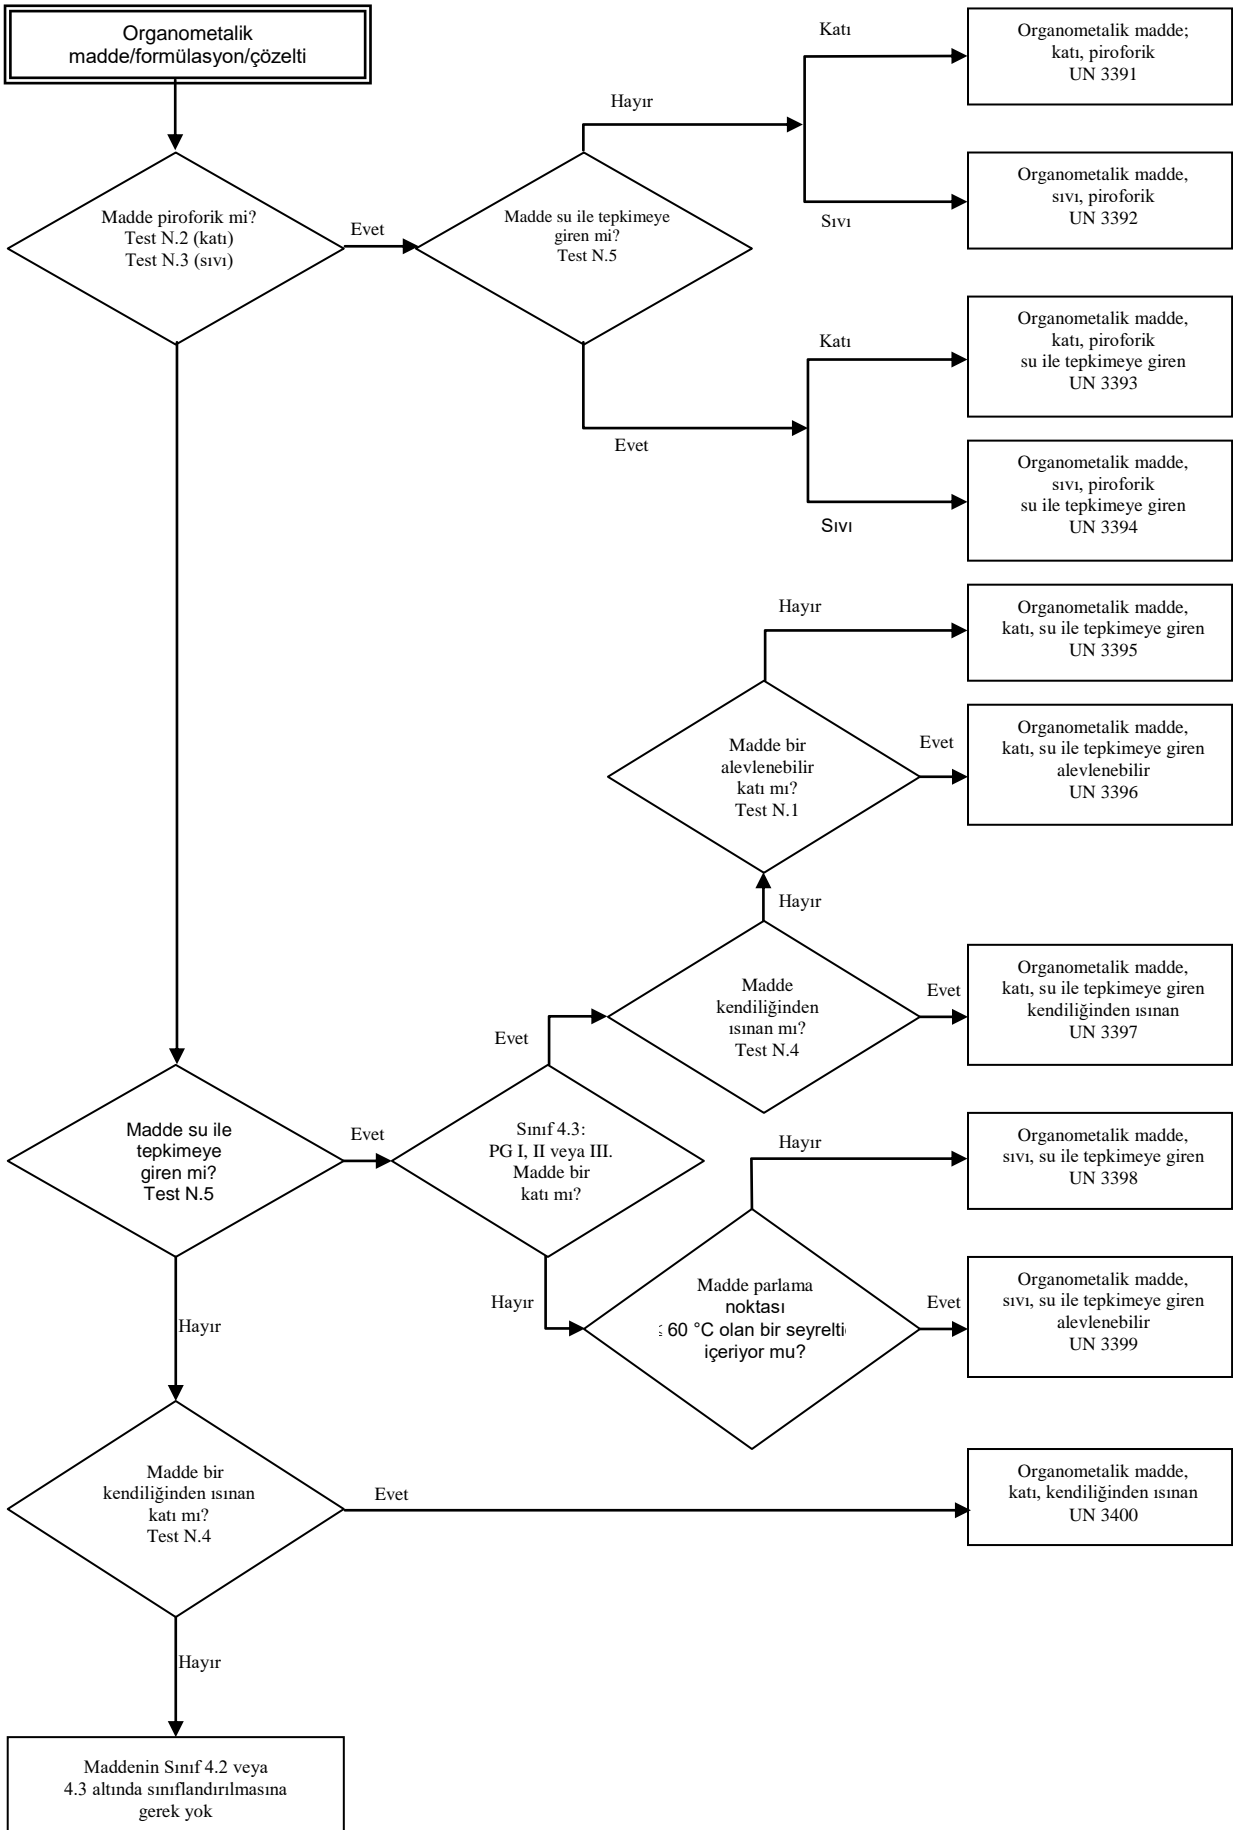 Organometalik
madde/formülasyon/çözelti
Katı
Organometalik madde;
katı, piroforik
UN 3391
Hayır
Madde piroforik mi?
Test N.2 (katı)
Test N.3 (sıvı)
Evet
Madde su ile tepkimeye
giren mi?
Test N.5
Sıvı
Organometalik madde,
sıvı, piroforik
UN 3392
Katı
Organometalik madde,
katı, piroforik
su ile tepkimeye giren
UN 3393
Evet
Sıvı
Organometalik madde,
sıvı, piroforik
su ile tepkimeye giren
UN 3394
Hayır
Organometalik madde,
katı, su ile tepkimeye giren
UN 3395
Madde bir
alevlenebilir
katı mı?
Test N.1
Evet
Organometalik madde,
katı, su ile tepkimeye giren
alevlenebilir
UN 3396
Hayır
Madde
kendiliğinden
ısınan mı?
Test N.4
Evet
Organometalik madde,
katı, su ile tepkimeye giren
kendiliğinden ısınan
UN 3397
Evet
Madde su ile
tepkimeye
giren mi?
Test N.5
Evet
Sınıf 4.3:
PG I, II veya III.
Madde bir
katı mı?
Hayır
Organometalik madde,
sıvı, su ile tepkimeye giren
UN 3398
Hayır
Madde parlama
noktası
60 °C olan bir
içeriyor mu?
Evet
Organometalik madde,
sıvı, su ile tepkimeye giren
alevlenebilir
UN 3399
Hayır
Madde bir
kendiliğinden ısınan
katı mı?
Test N.4
Evet
Organometalik madde,
katı, kendiliğinden ısınan
UN 3400
Hayır
Maddenin Sınıf 4.2 veya
4.3 altında sınıflandırılmasına
gerek yok